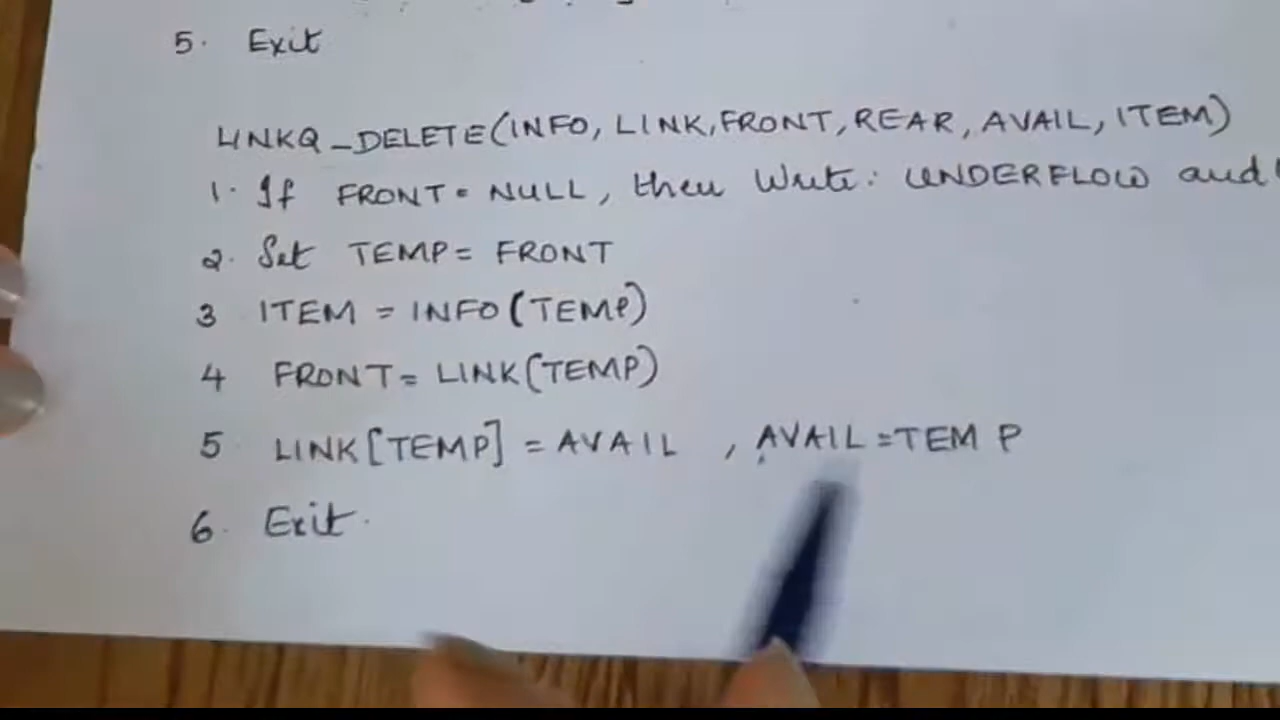 5. Exit
LINKQ_DELETE(INFO, LINK, FRONT, REAR, AVAIL, ITEM)
1. If FRONT = NULL, then Write: UNDERFLOW and
2. Set TEMP = FRONT
3 ITEM = INFO(TEMP)
4 FRONT = LINK(TEMP)
5 LINK[TEMP] = AVAIL , AVAIL = TEMP
6. Exit.